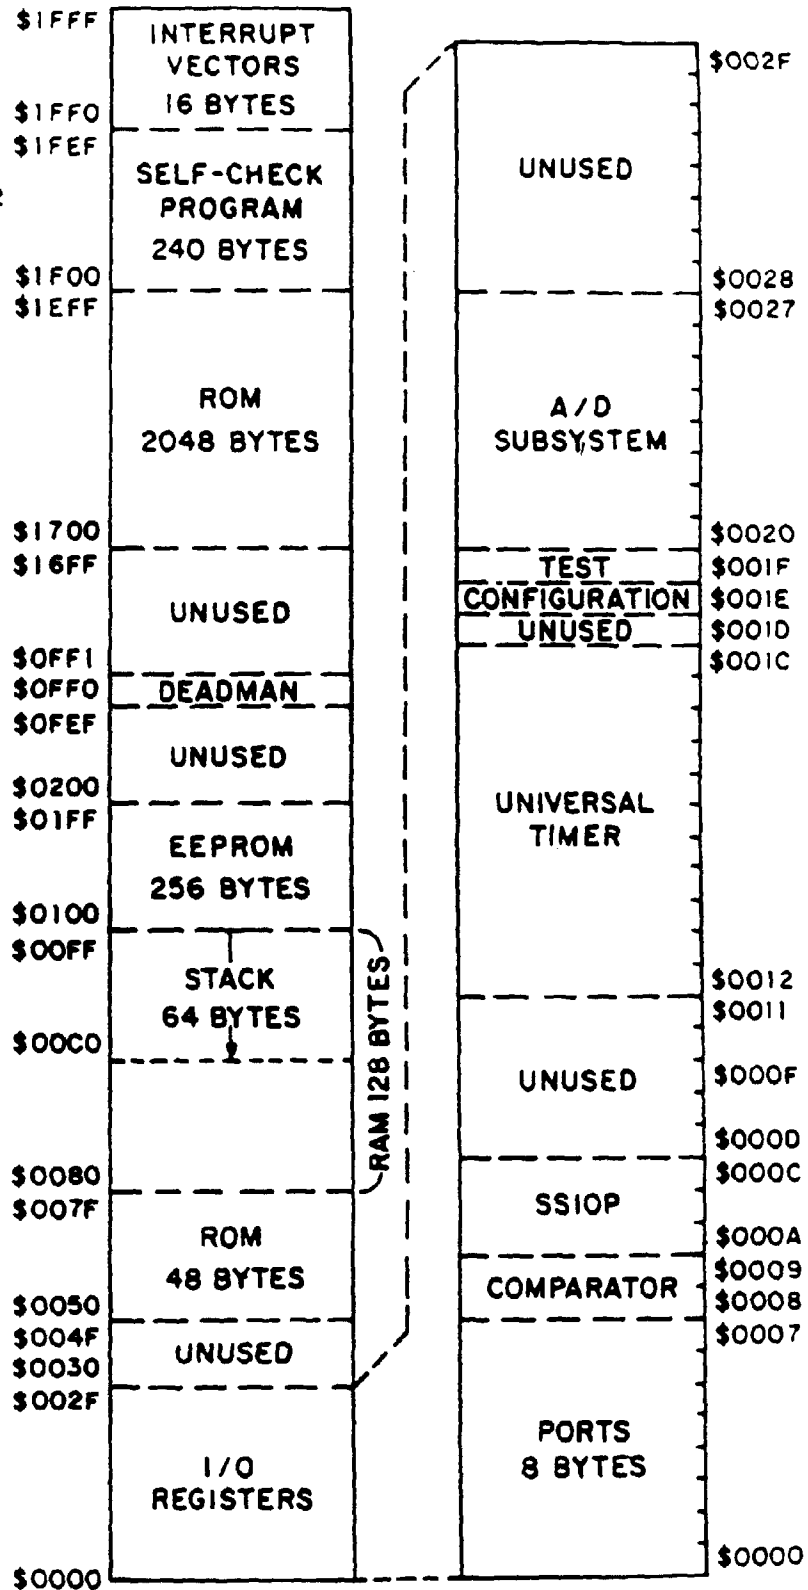 $1FFF
INTERRUPT
VECTORS
16 BYTES
$1FF0
$1FEF
SELF-CHECK
PROGRAM
240 BYTES
$1F00
$1EFF
ROM
2048 BYTES
$1700
$16FF
UNUSED
$0FF1
$0FF0
DEADMAN
$0FEF
UNUSED
$0200
$01FF
EEPROM
256 BYTES
$0100
$00FF
STACK
64 BYTES
$00C0
RAM 128 BYTES
$0080
$007F
ROM
48 BYTES
$0050
$004F
UNUSED
$0030
$002F
I/O
REGISTERS
$0000
$002F
UNUSED
$0028
$0027
A/D
SUBSYSTEM
$0020
TEST
$001F
CONFIGURATION
$001E
UNUSED
$001D
$001C
UNIVERSAL
TIMER
$0012
$0011
UNUSED
$000F
$000D
$000C
SSIOP
$000A
$0009
COMPARATOR
$0008
$0007
PORTS
8 BYTES
$0000